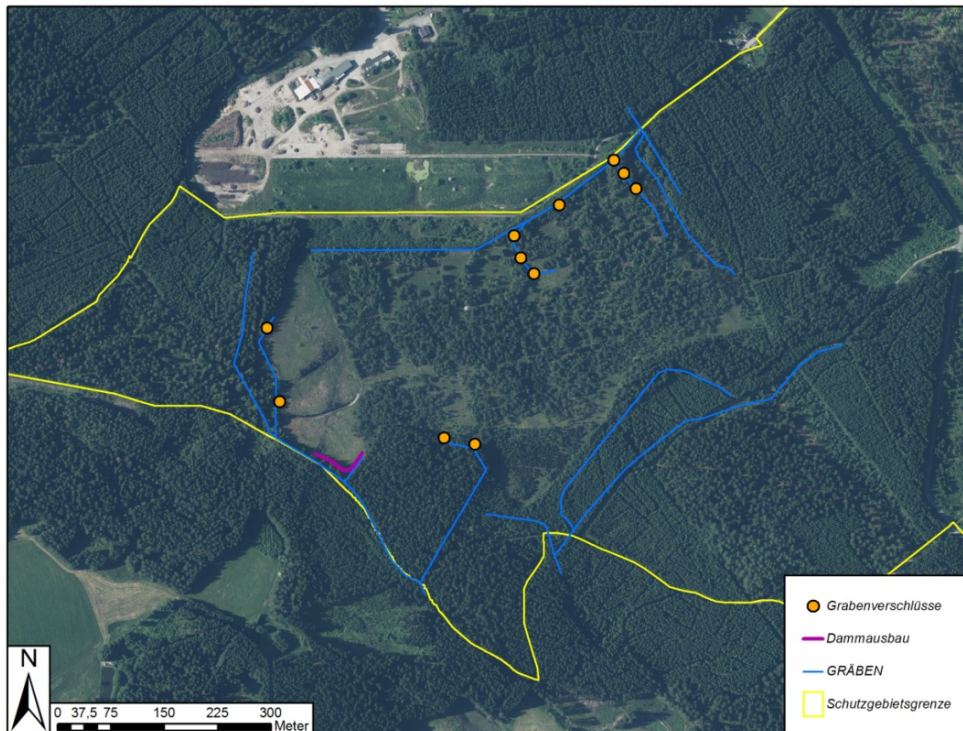 Grabenverschlüsse
Dammausbau
GRÄBEN
Schutzgebietsgrenze
N
0 37,5 75 150 225 300
Meter